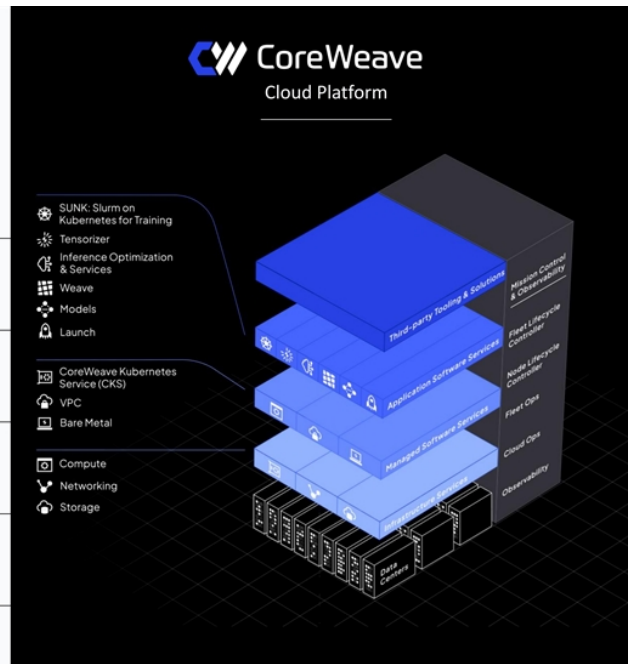 CoreWeave
Cloud Platform
SUNK: Slurm on
Kubernetes for Training
Tensorizer
Inference Optimization
& Services
Weave
Models
Launch
CoreWeave Kubernetes
Service (CKS)
VPC
Bare Metal
Compute
Networking
Storage
Third-party Tooling & Solutions
Application Software Services
Managed Software Services
Infrastructure Services
Data
Centers
Mission Control
& Observability
Fleet Lifecycle
Controller
Node Lifecycle
Controller
Fleet Ops
Cloud Ops
Observability